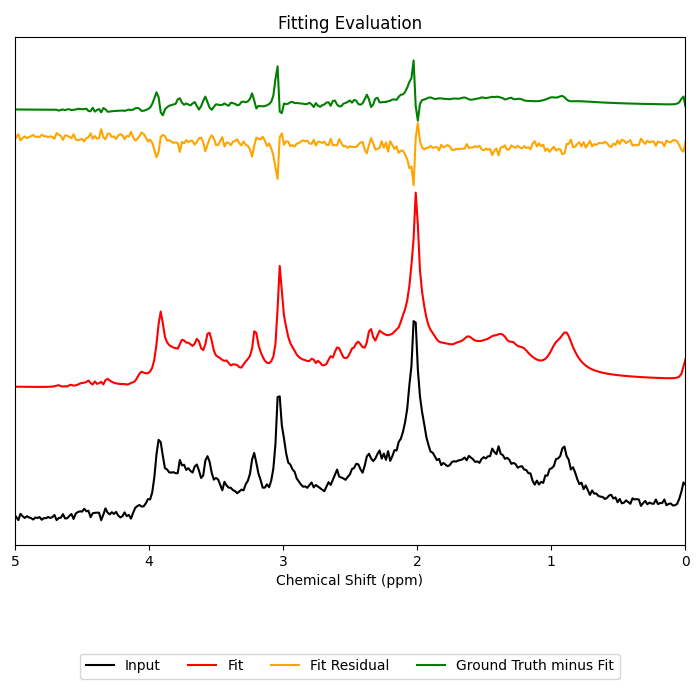 Fitting Evaluation
5 4 3 2 1 0
Chemical Shift (ppm)
Input Fit Fit Residual Ground Truth minus Fit